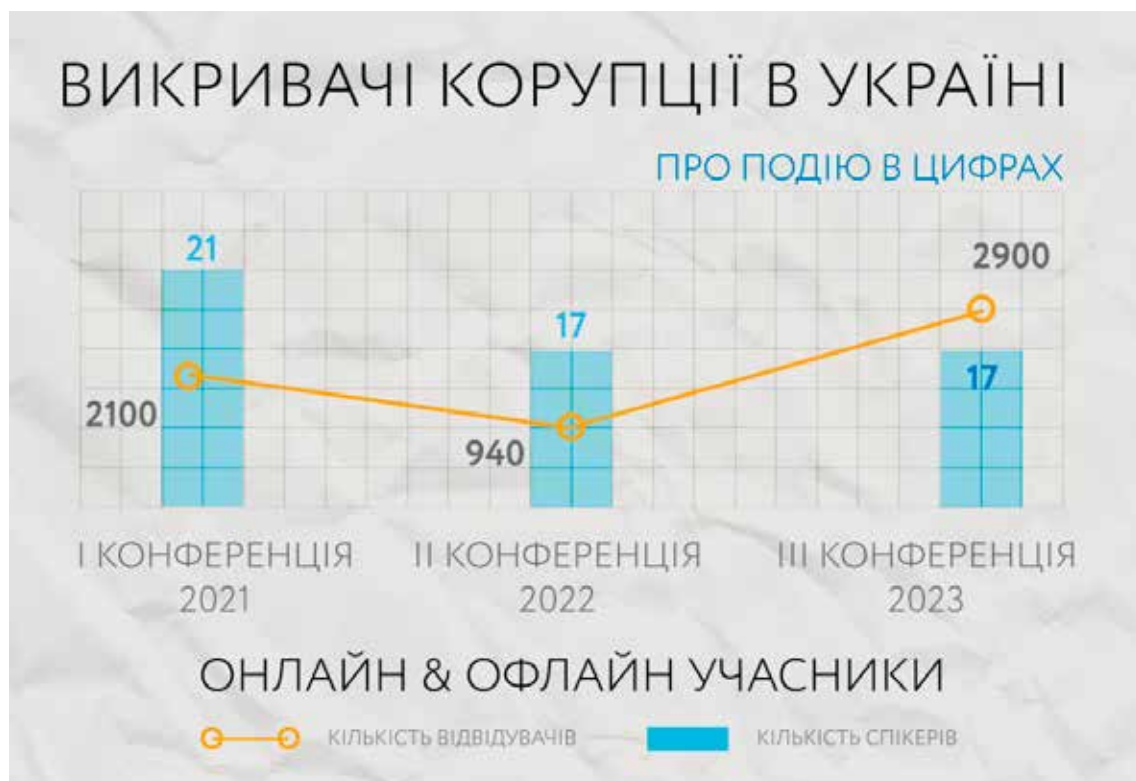 ВИКРИВАЧІ КОРУПЦІЇ В УКРАЇНІ
ПРО ПОДІЮ В ЦИФРАХ
21
17
2900
17
2100
940
І КОНФЕРЕНЦІЯ
2021
ІІ КОНФЕРЕНЦІЯ
2022
ІІІ КОНФЕРЕНЦІЯ
2023
ОНЛАЙН & ОФЛАЙН УЧАСНИКИ
КІЛЬКІСТЬ ВІДВІДУВАЧІВ
КІЛЬКІСТЬ СПІКЕРІВ